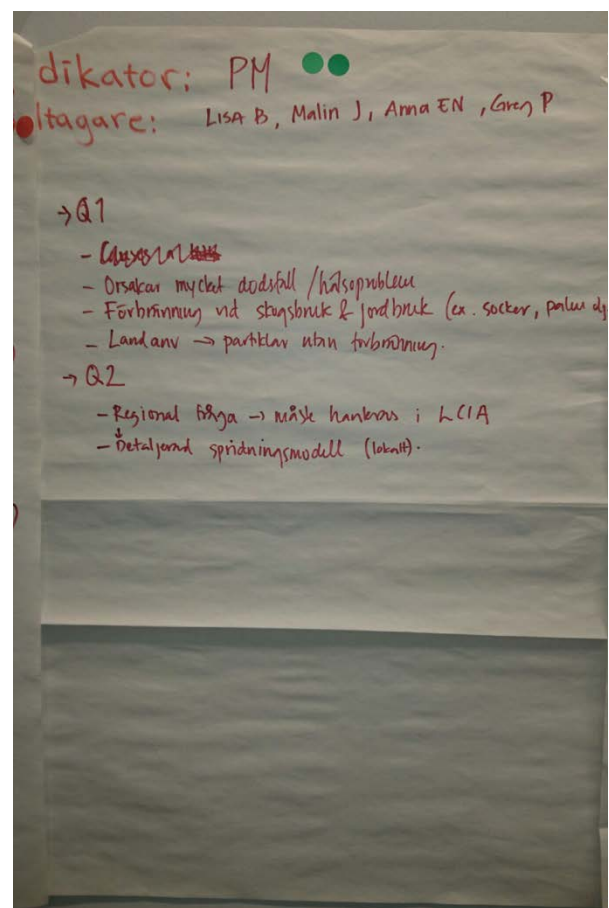 dikator: PM
ltagare: LISA B, Malin J, Anna EN, Greg P
→ Q1
- Orsakar mycket dödsfall / hälsoproblem
- Förbränning vid skogsbruk & jordbruk (ex. socker, palm
- Landanv → partiklar utan förbränning.
→ Q2
- Regional fråga → måste hanteras i LCIA
- Detaljerad spridningsmodell (lokalt).